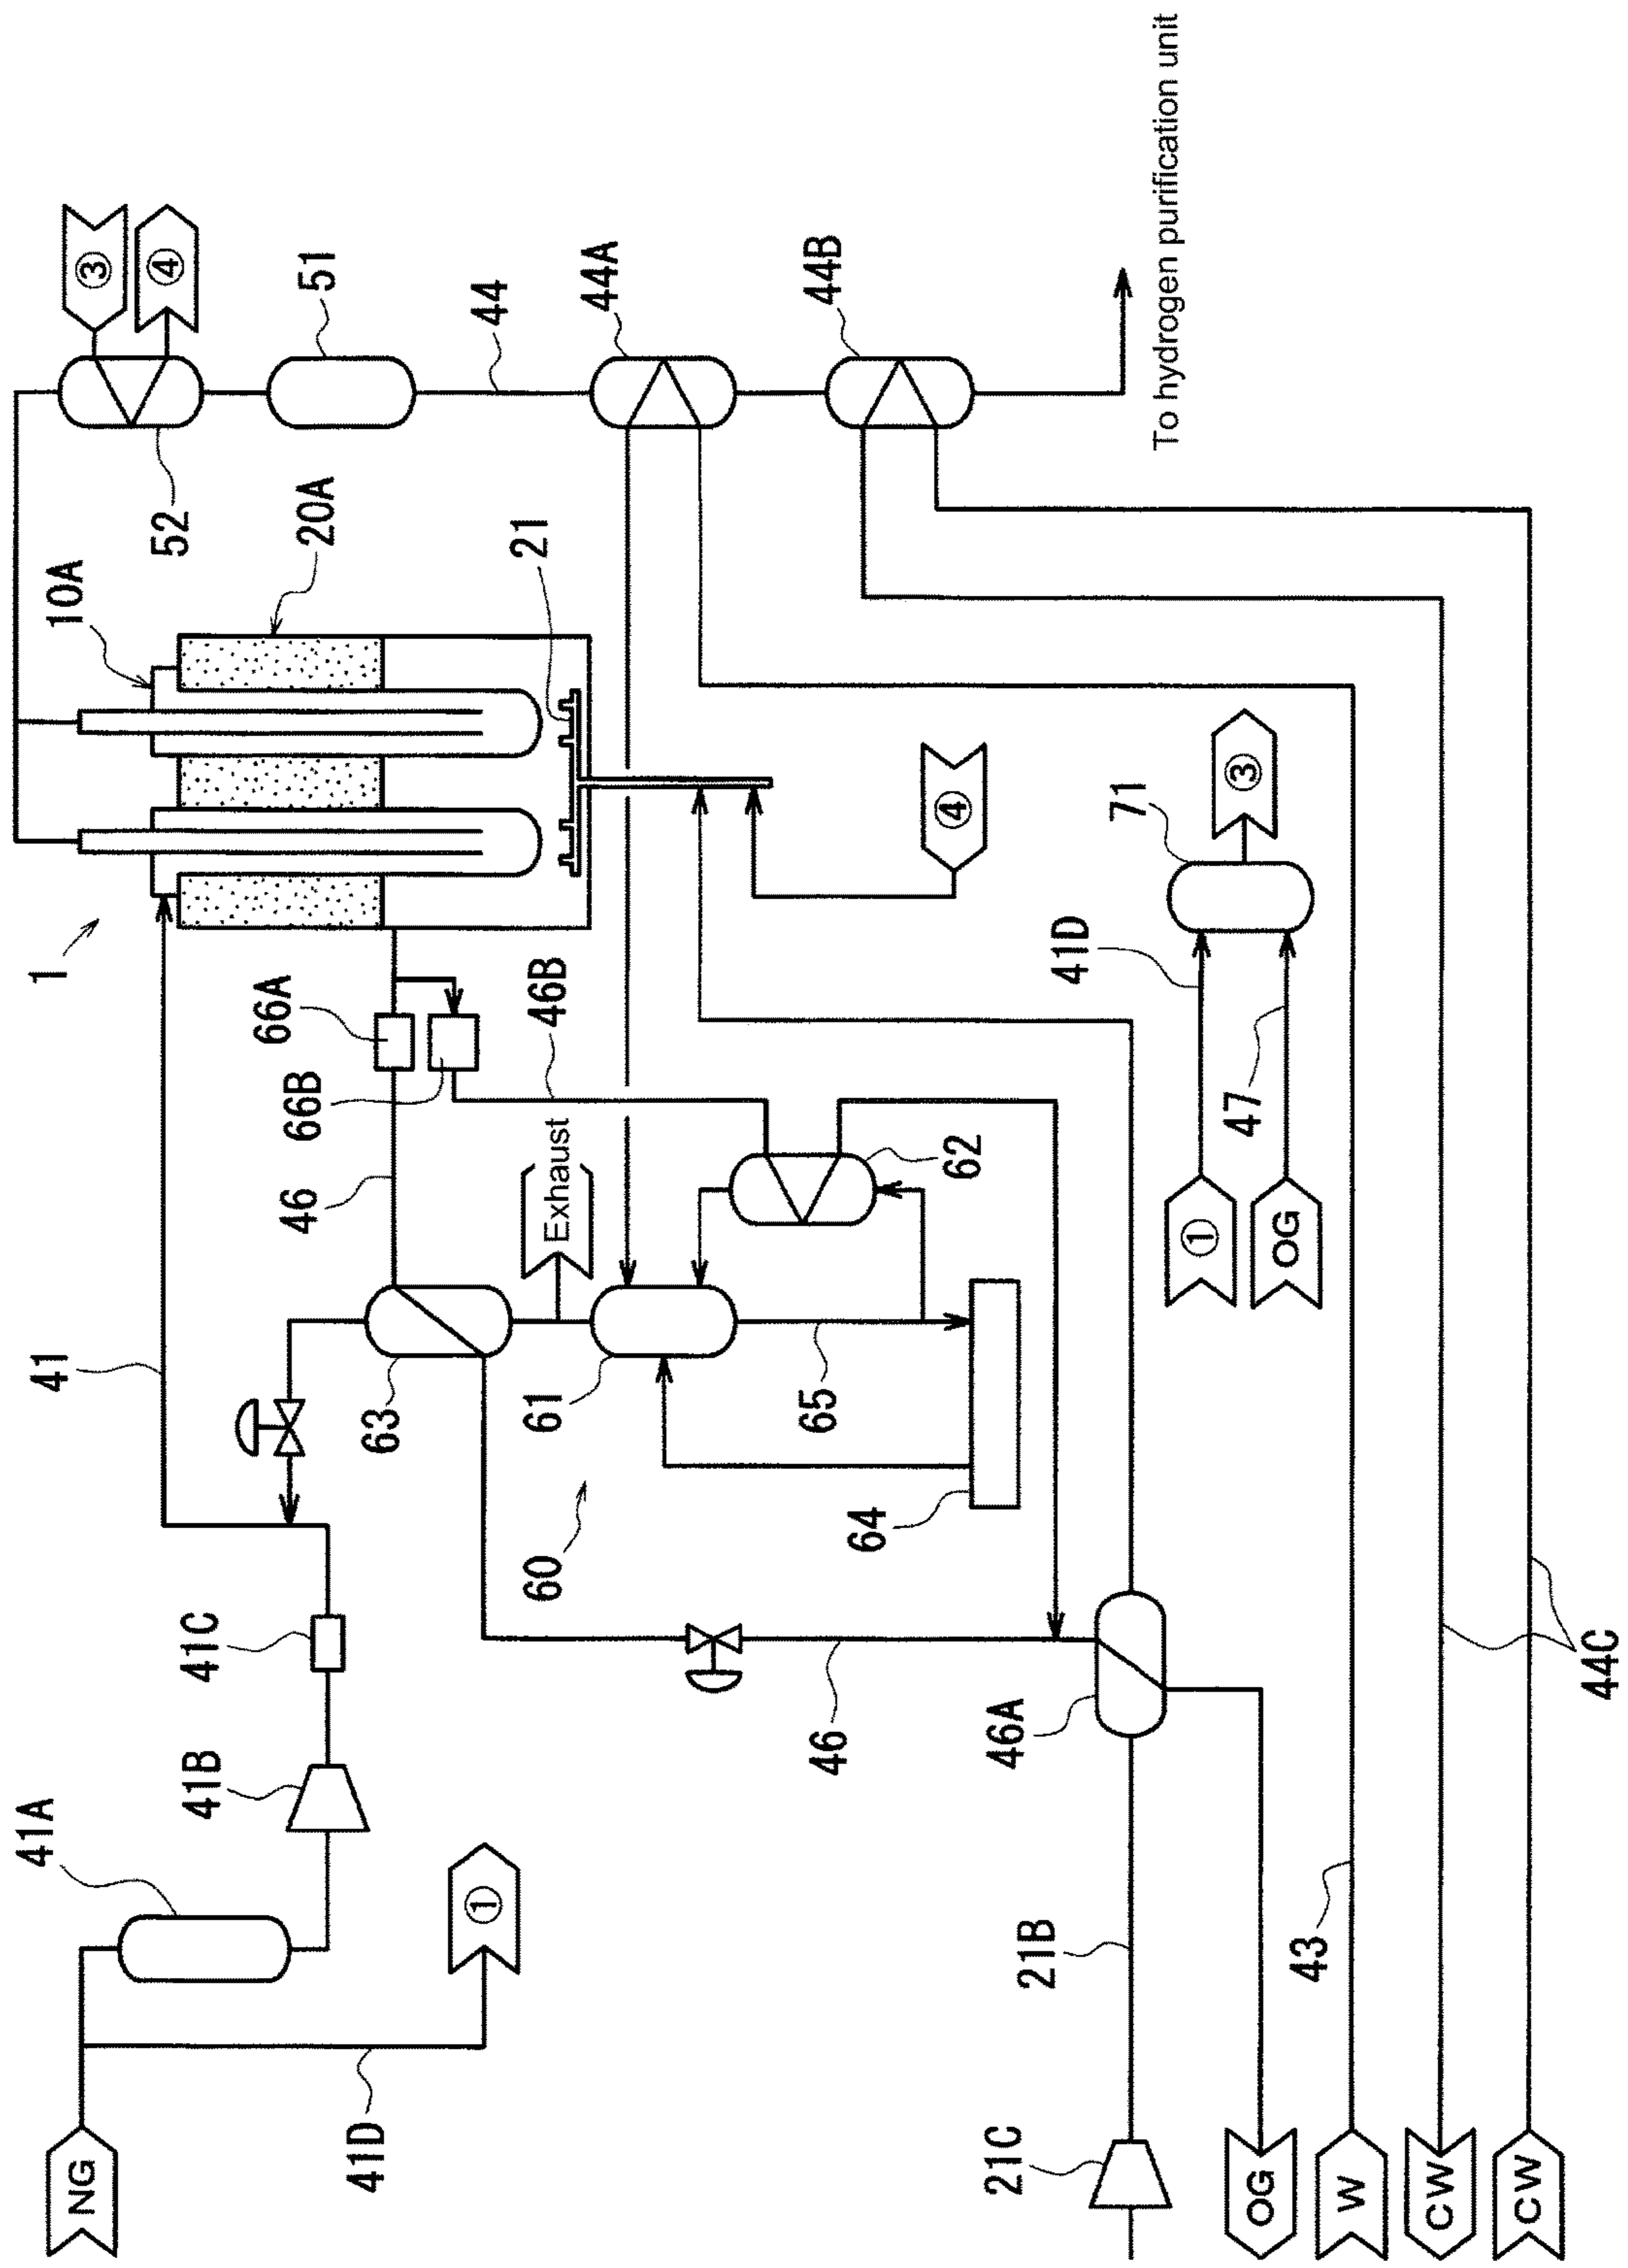 NG
41D
41A
①
41B
41C
41
1
10A
20A
21
52
③
④
51
44
44A
44B
To hydrogen purification unit
66A
66B
46
46B
Exhaust
63
61
62
65
60
64
46
46A
④
41D
47
①
OG
71
③
21C
21B
OG
W
43
CW
CW
44C